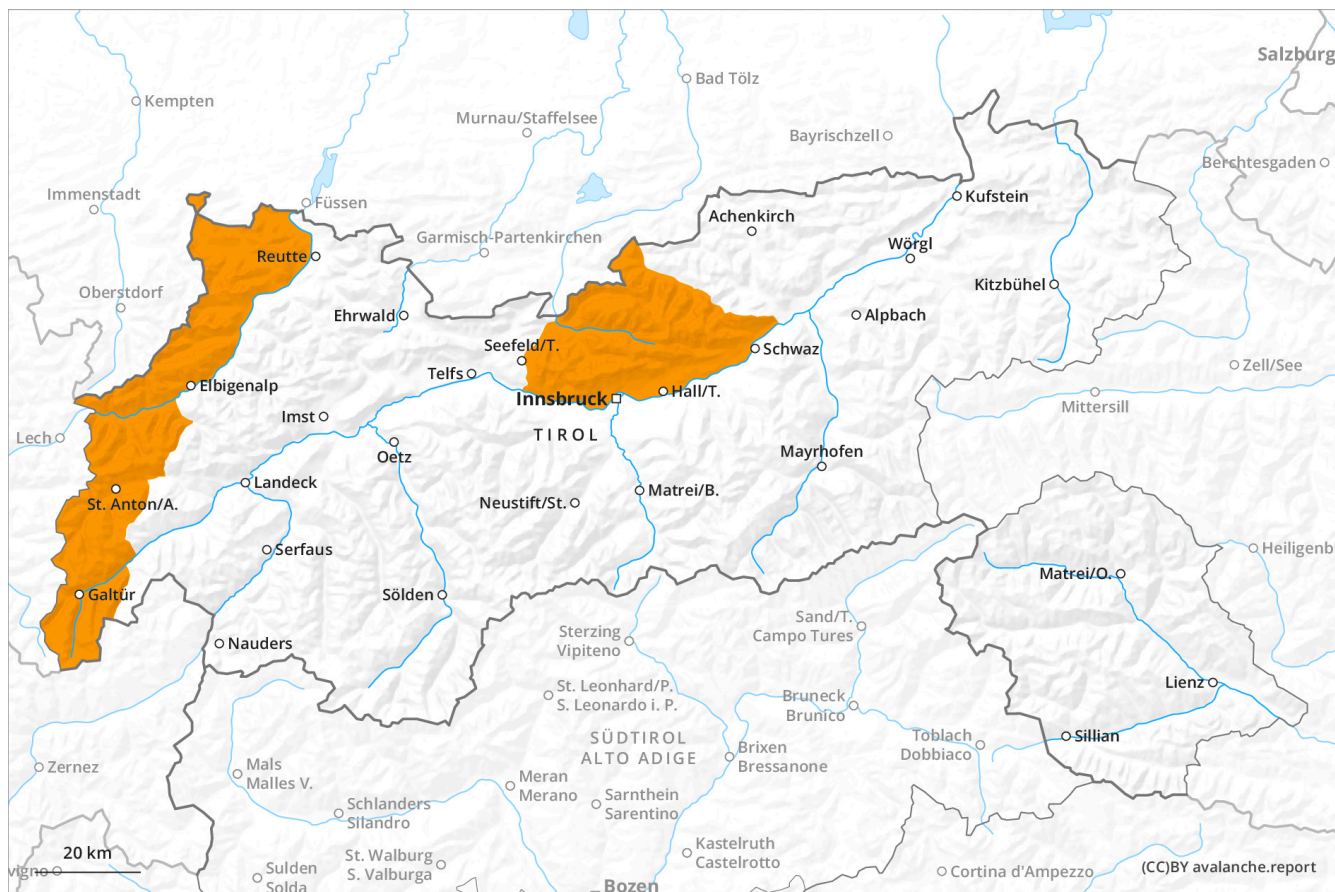 Salzburg
Kempten
Bad Tölz
Murnau/Staffelsee
Bayrischzell
Berchtesgaden
Immenstadt
Füssen
Kufstein
Achenkirch
Garmisch-Partenkirchen
Wörgl
Reutte
Kitzbühel
Oberstdorf
Ehrwald
Alpbach
Seefeld/T.
Schwaz
Zell/See
Telfs
Elbigenalp
Innsbruck
Hall/T.
Mittersill
Imst
TIROL
Lech
Oetz
Mayrhofen
Landeck
Matrei/B.
St. Anton/A.
Neustift/St.
Serfaus
Heiligenb
Matrei/O.
Galtür
Sölden
Sand/T.
Campo Tures
Nauders
Sterzing
Vipiteno
Lienz
St. Leonhard/P.
S. Leonardo i. P.
Bruneck
Brunico
SÜDTIROL
ALTO ADIGE
Toblach
Dobbiaco
Sillian
Zernez
Mals
Malles V.
Brixen
Bressanone
Meran
Merano
Sarnthein
Sarentino
Schlanders
Silandro
20 km
vigno
St. Walburg
S. Valburga
Kastelruth
Castelrotto
Sulden
Solda
Cortina d'Ampezzo
(CC)BY avalanche.report
Bozen